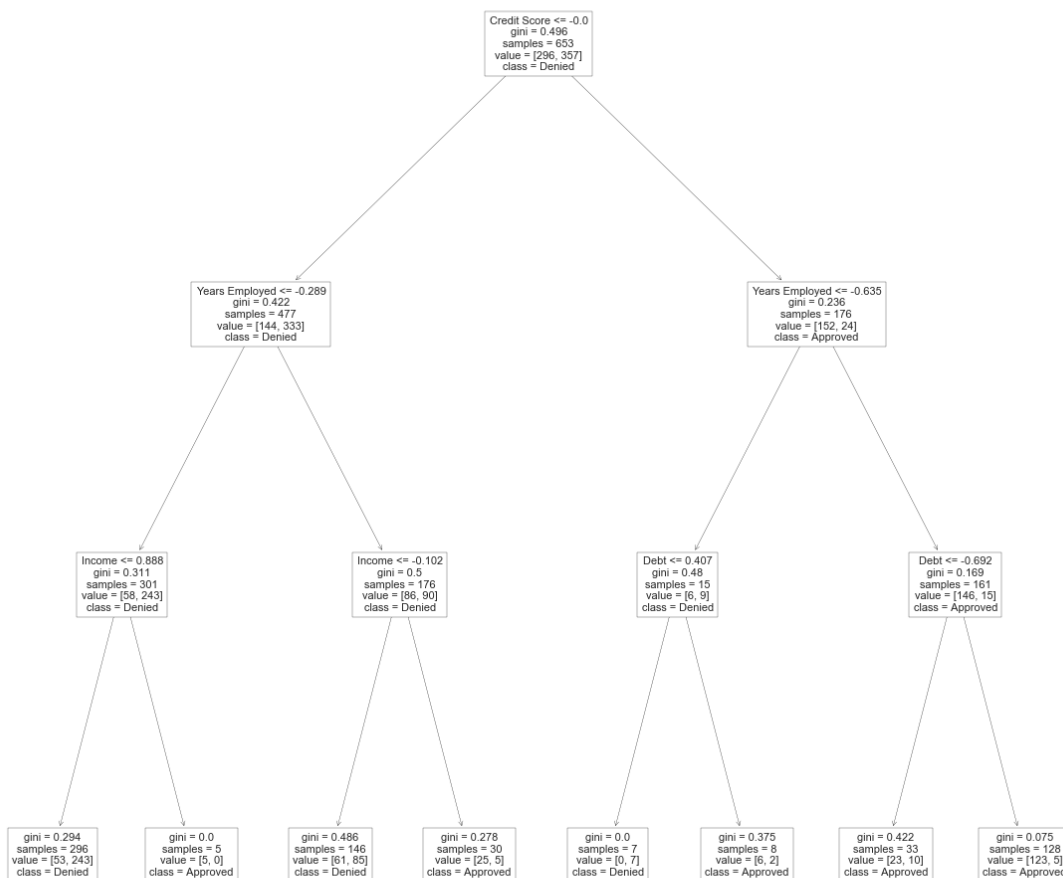 Credit Score <= -0.0
gini = 0.496
samples = 653
value = [296, 357]
class = Denied
Years Employed <= -0.289
gini = 0.422
samples = 477
value = [144, 333]
class = Denied
Years Employed <= -0.635
gini = 0.236
samples = 176
value = [152, 24]
class = Approved
Income <= 0.888
gini = 0.311
samples = 301
value = [58, 243]
class = Denied
Income <= -0.102
gini = 0.5
samples = 176
value = [86, 90]
class = Denied
Debt <= 0.407
gini = 0.48
samples = 15
value = [6, 9]
class = Denied
Debt <= -0.692
gini = 0.169
samples = 161
value = [146, 15]
class = Approved
gini = 0.294
samples = 296
value = [53, 243]
class = Denied
gini = 0.0
samples = 5
value = [5, 0]
class = Approved
gini = 0.486
samples = 146
value = [61, 85]
class = Denied
gini = 0.278
samples = 30
value = [25, 5]
class = Approved
gini = 0.0
samples = 7
value = [0, 7]
class = Denied
gini = 0.375
samples = 8
value = [6, 2]
class = Approved
gini = 0.422
samples = 33
value = [23, 10]
class = Approved
gini = 0.075
samples = 128
value = [123, 5]
class = Approved